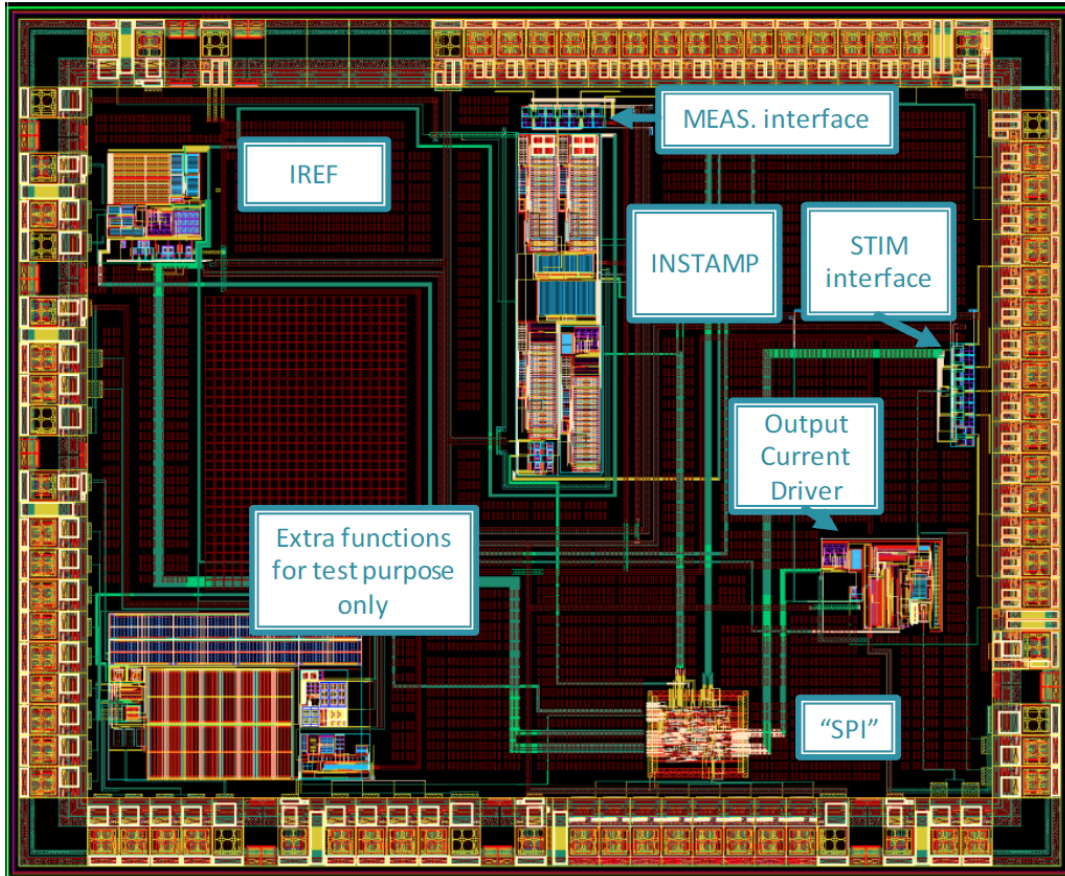 MEAS. interface
IREF
INSTAMP
STIM
interface
Output
Current
Driver
Extra functions
for test purpose
only
“SPI”